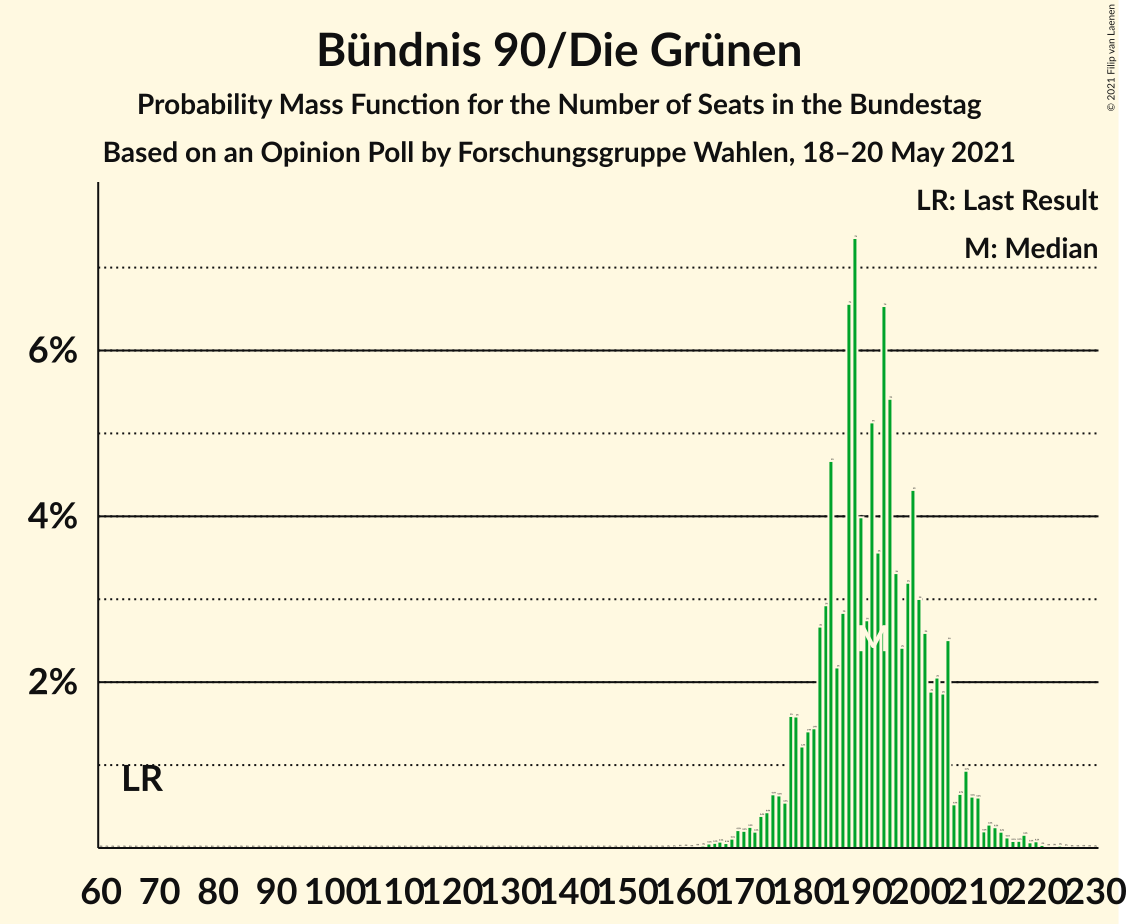 Bündnis 90/Die Grünen
Probability Mass Function for the Number of Seats in the Bundestag
Based on an Opinion Poll by Forschungsgruppe Wahlen, 18–20 May 2021
© 2021 Filip van Laenen
LR: Last Result
M: Median
6%
4%
2%
LR
M
60 70 80 90 100 110 120 130 140 150 160 170 180 190 200 210 220 230